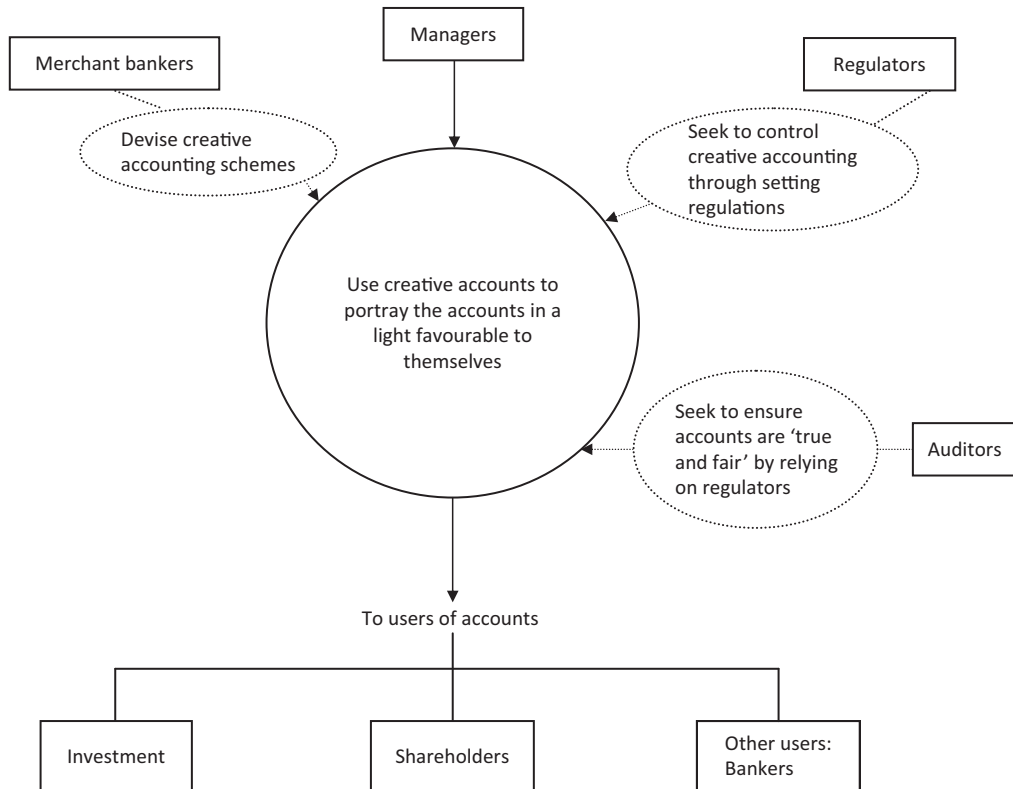 Managers
Merchant bankers
Regulators
Devise creative
accounting schemes
Seek to control
creative accounting
through setting
regulations
Use creative accounts to
portray the accounts in a
light favourable to
themselves
Seek to ensure
accounts are ‘true
and fair’ by relying
on regulators
Auditors
To users of accounts
Investment
Shareholders
Other users:
Bankers